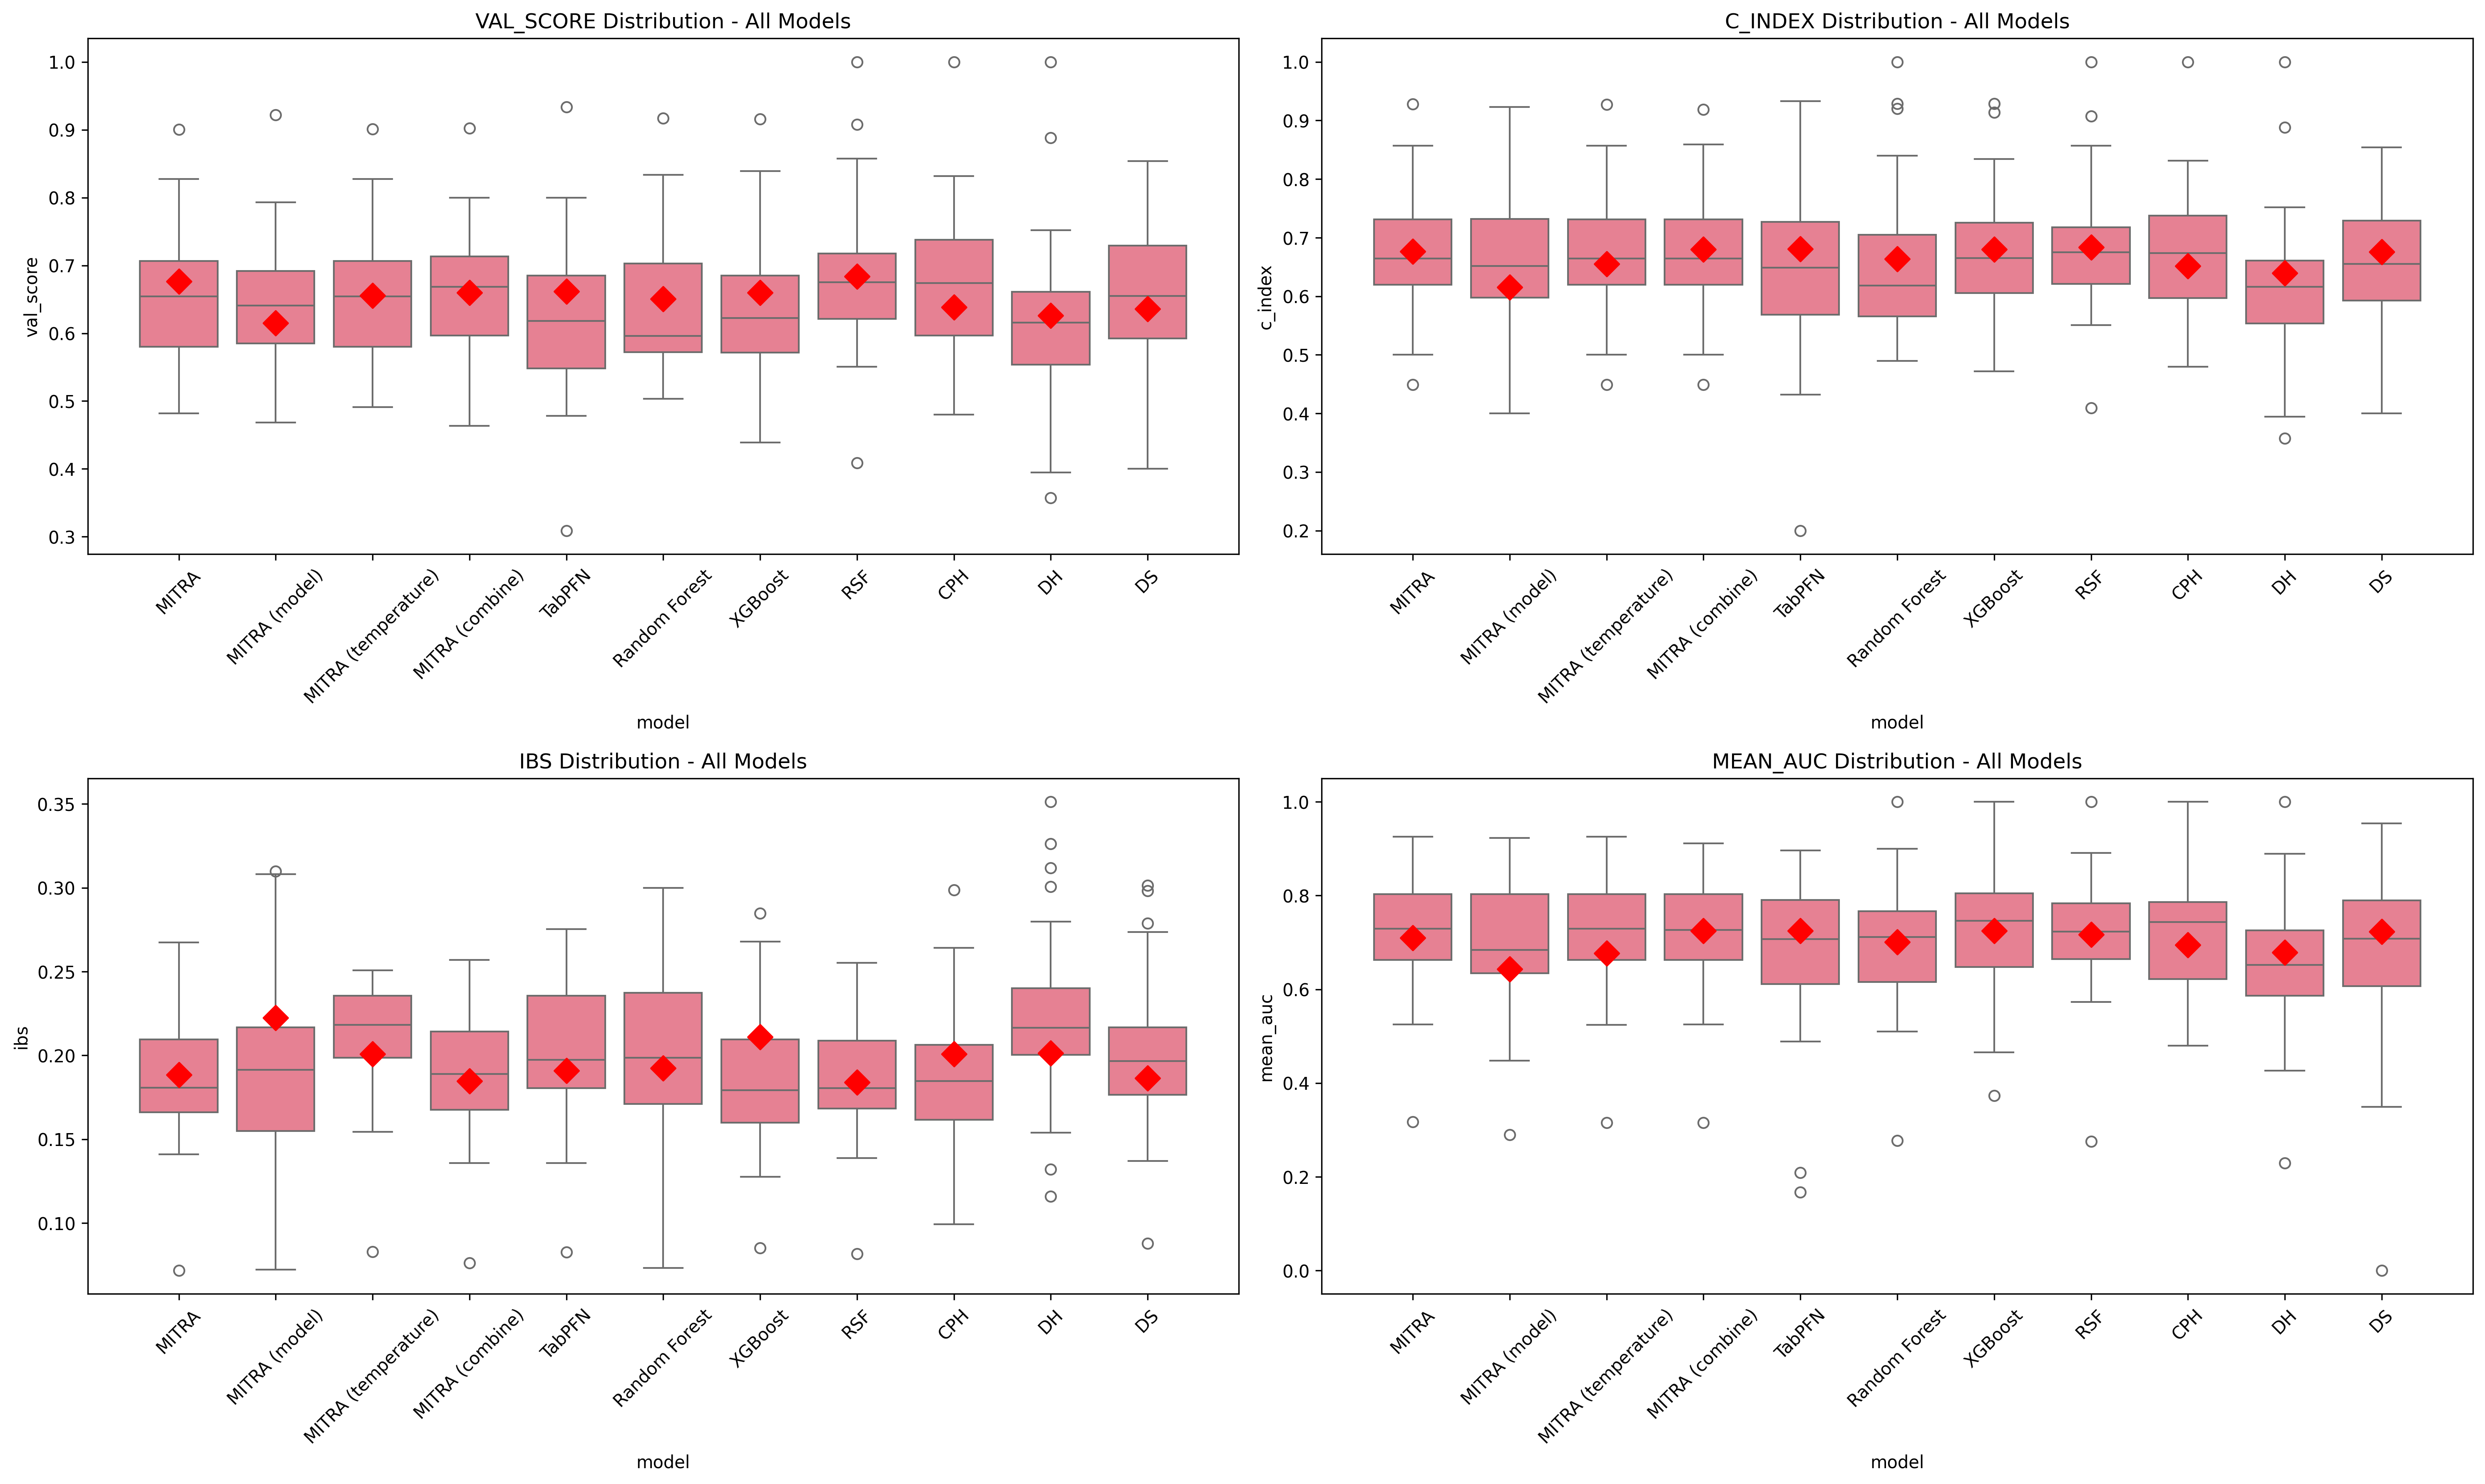 VAL_SCORE Distribution - All Models
val_score
1.0
0.9
0.8
0.7
0.6
0.5
0.4
0.3
MITRA
MITRA (model)
MITRA (temperature)
MITRA (combine)
TabPFN
Random Forest
XGBoost
RSF
CPH
DH
DS
model
C_INDEX Distribution - All Models
c_index
1.0
0.9
0.8
0.7
0.6
0.5
0.4
0.3
0.2
MITRA
MITRA (model)
MITRA (temperature)
MITRA (combine)
TabPFN
Random Forest
XGBoost
RSF
CPH
DH
DS
model
IBS Distribution - All Models
ibs
0.35
0.30
0.25
0.20
0.15
0.10
MITRA
MITRA (model)
MITRA (temperature)
MITRA (combine)
TabPFN
Random Forest
XGBoost
RSF
CPH
DH
DS
model
MEAN_AUC Distribution - All Models
mean_auc
1.0
0.8
0.6
0.4
0.2
0.0
MITRA
MITRA (model)
MITRA (temperature)
MITRA (combine)
TabPFN
Random Forest
XGBoost
RSF
CPH
DH
DS
model